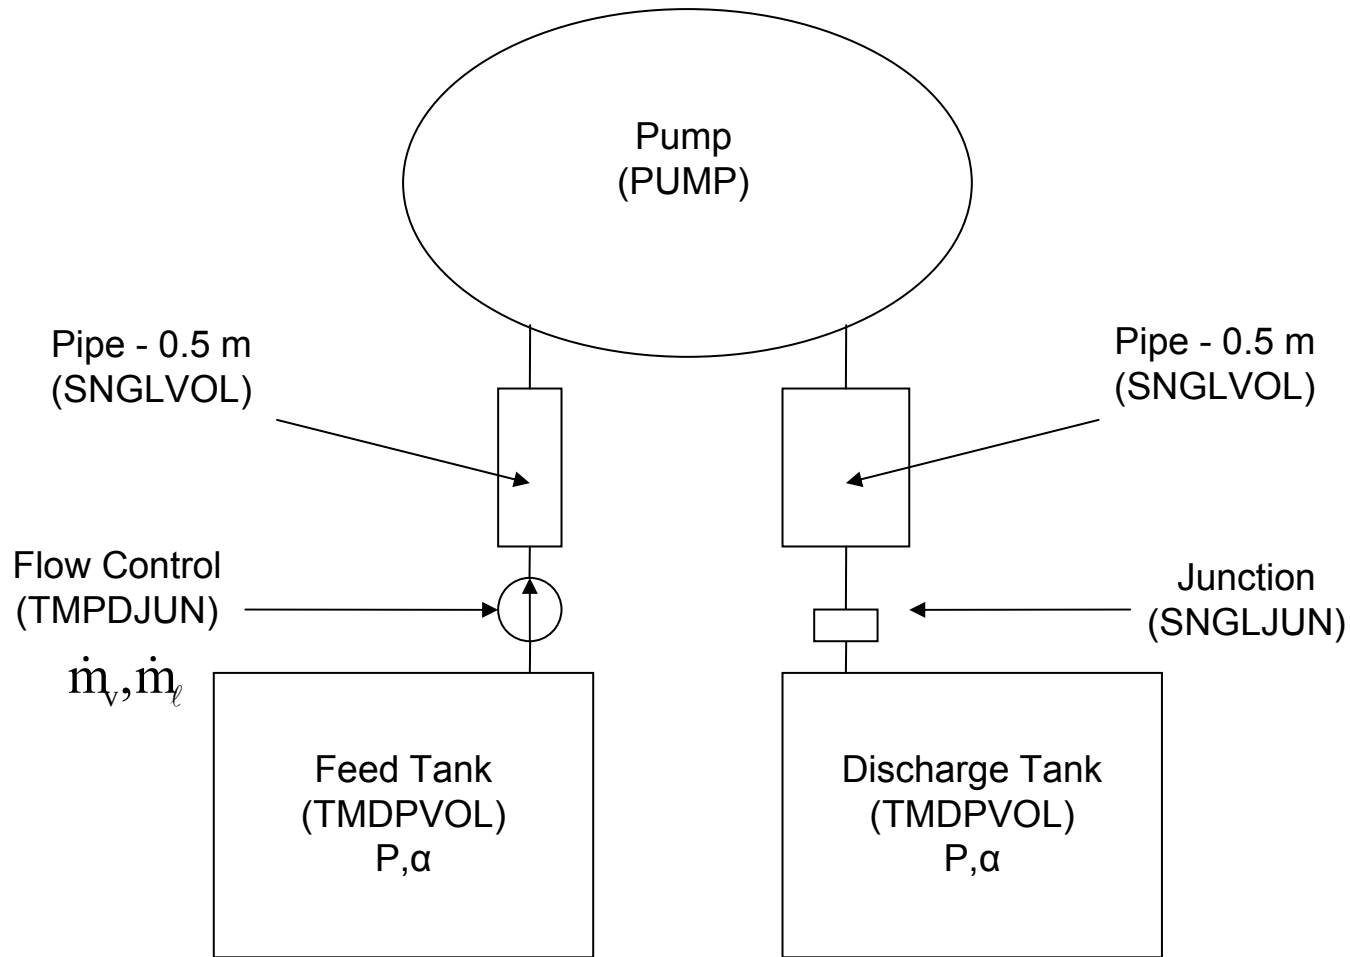 Pump
(PUMP)
Pipe - 0.5 m
(SNGLVOL)
Pipe - 0.5 m
(SNGLVOL)
Flow Control
(TMPDJUN)
ṁᵥ,ṁ_ℓ
Junction
(SNGLJUN)
Feed Tank
(TMDPVOL)
P,α
Discharge Tank
(TMDPVOL)
P,α